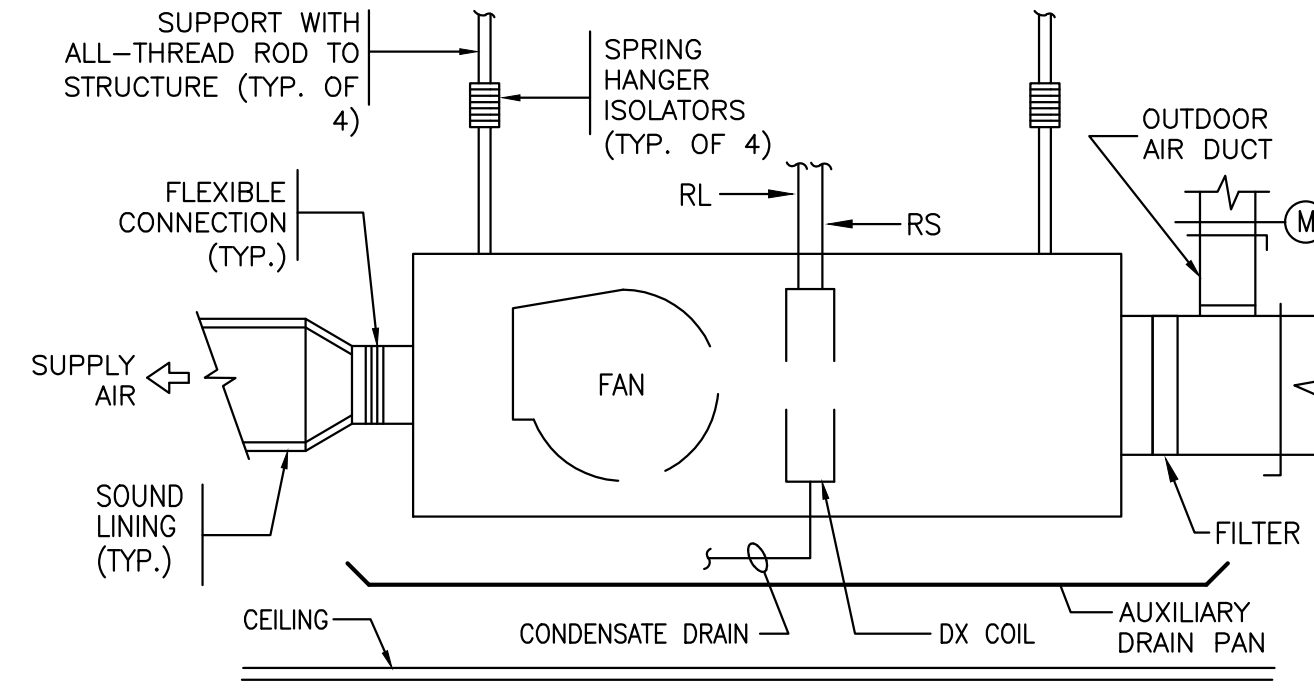 SUPPORT WITH
ALL-THREAD ROD TO
STRUCTURE (TYP. OF
4)
SPRING
HANGER
ISOLATORS
(TYP. OF 4)
OUTDOOR
AIR DUCT
FLEXIBLE
CONNECTION
(TYP.)
RL
RS
M
SUPPLY
AIR
FAN
SOUND
LINING
(TYP.)
FILTER
CEILING
CONDENSATE DRAIN
DX COIL
AUXILIARY
DRAIN PAN